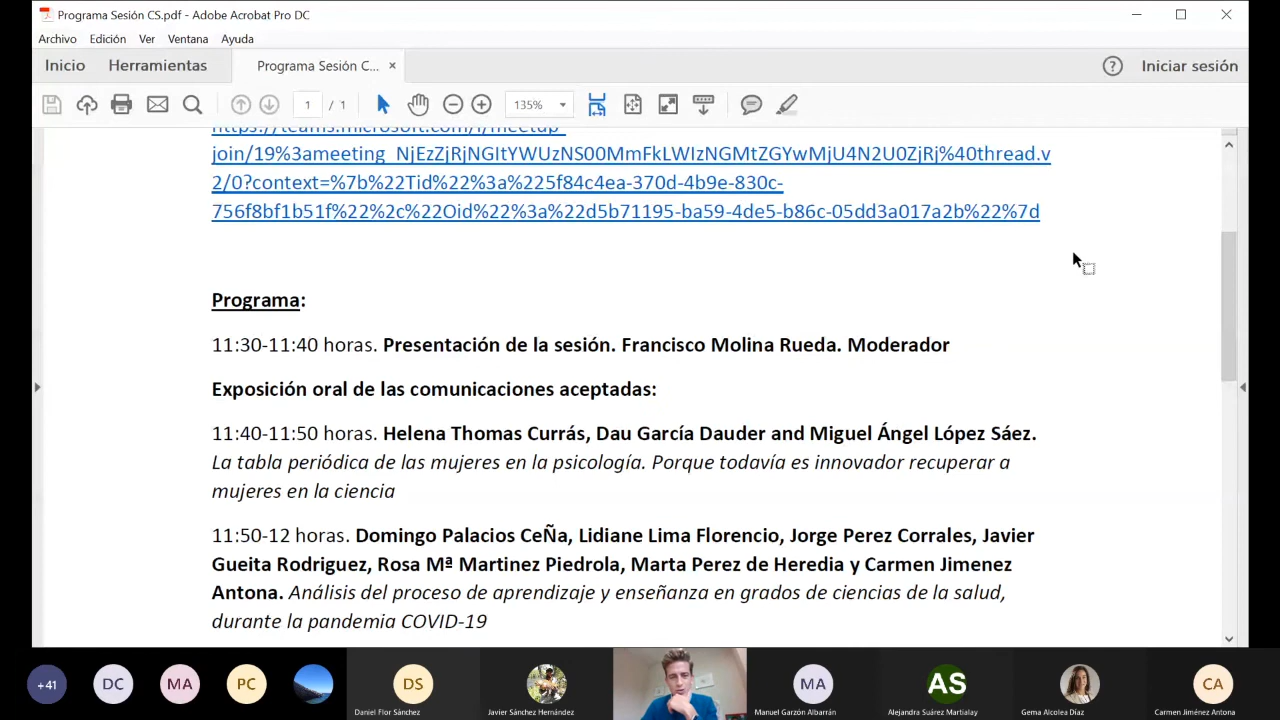 Programa Sesión CS.pdf - Adobe Acrobat Pro DC
Archivo Edición Ver Ventana Ayuda
Inicio Herramientas Programa Sesión C... × ? Iniciar sesión
1 / 1 135%
https://teams.microsoft.com/l/meetup-
join/19%3ameeting_NjEzZjRjNGItYWUzNS00MmFkLWIzNGMtZGYwMjU4N2U0ZjRj%40thread.v
2/0?context=%7b%22Tid%22%3a%225f84c4ea-370d-4b9e-830c-
756f8bf1b51f%22%2c%22Oid%22%3a%22d5b71195-ba59-4de5-b86c-05dd3a017a2b%22%7d
Programa:
11:30-11:40 horas. Presentación de la sesión. Francisco Molina Rueda. Moderador
Exposición oral de las comunicaciones aceptadas:
11:40-11:50 horas. Helena Thomas Currás, Dau García Dauder and Miguel Ángel López Sáez.
La tabla periódica de las mujeres en la psicología. Porque todavía es innovador recuperar a
mujeres en la ciencia
11:50-12 horas. Domingo Palacios CeÑa, Lidiane Lima Florencio, Jorge Perez Corrales, Javier
Gueita Rodriguez, Rosa Mª Martinez Piedrola, Marta Perez de Heredia y Carmen Jimenez
Antona. Análisis del proceso de aprendizaje y enseñanza en grados de ciencias de la salud,
durante la pandemia COVID-19
+41 DC MA PC DS MA AS CA
Daniel Flor Sánchez Javier Sánchez Hernández Manuel Garzón Albarrán Alejandra Suárez Martialay Gema Alcolea Díaz Carmen Jiménez Antona